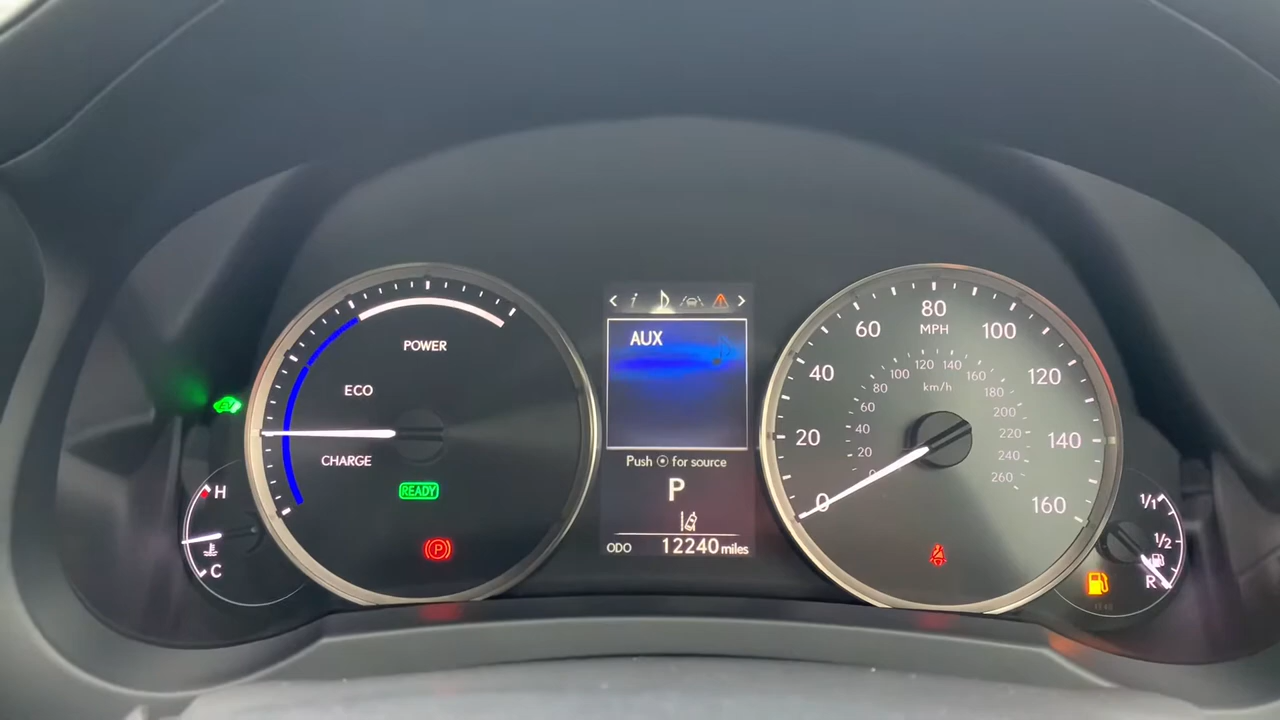 POWER
ECO
CHARGE
READY
EV
H
C
P
i
AUX
Push ⦿ for source
P
ODO 12240 miles
0 20 40 60 80 100 120 140 160
MPH
km/h
0 20 40 60 80 100 120 140 160 180 200 220 240 260
1/1
1/2
R